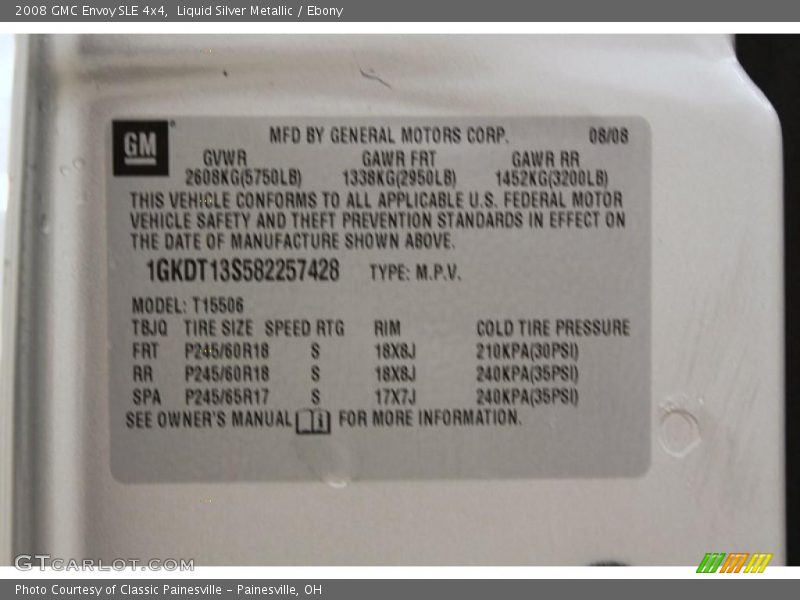 2008 GMC Envoy SLE 4x4, Liquid Silver Metallic / Ebony
GM MFD BY GENERAL MOTORS CORP. 08/08
GVWR GAWR FRT GAWR RR
2608KG(5750LB) 1338KG(2950LB) 1452KG(3200LB)
THIS VEHICLE CONFORMS TO ALL APPLICABLE U.S. FEDERAL MOTOR
VEHICLE SAFETY AND THEFT PREVENTION STANDARDS IN EFFECT ON
THE DATE OF MANUFACTURE SHOWN ABOVE.
1GKDT13S582257428 TYPE: M.P.V.
MODEL: T15506
TBJQ TIRE SIZE SPEED RTG RIM COLD TIRE PRESSURE
FRT P245/60R18 S 18X8J 210KPA(30PSI)
RR P245/60R18 S 18X8J 240KPA(35PSI)
SPA P245/65R17 S 17X7J 240KPA(35PSI)
SEE OWNER'S MANUAL i FOR MORE INFORMATION.
GTCARLOT.COM
Photo Courtesy of Classic Painesville - Painesville, OH